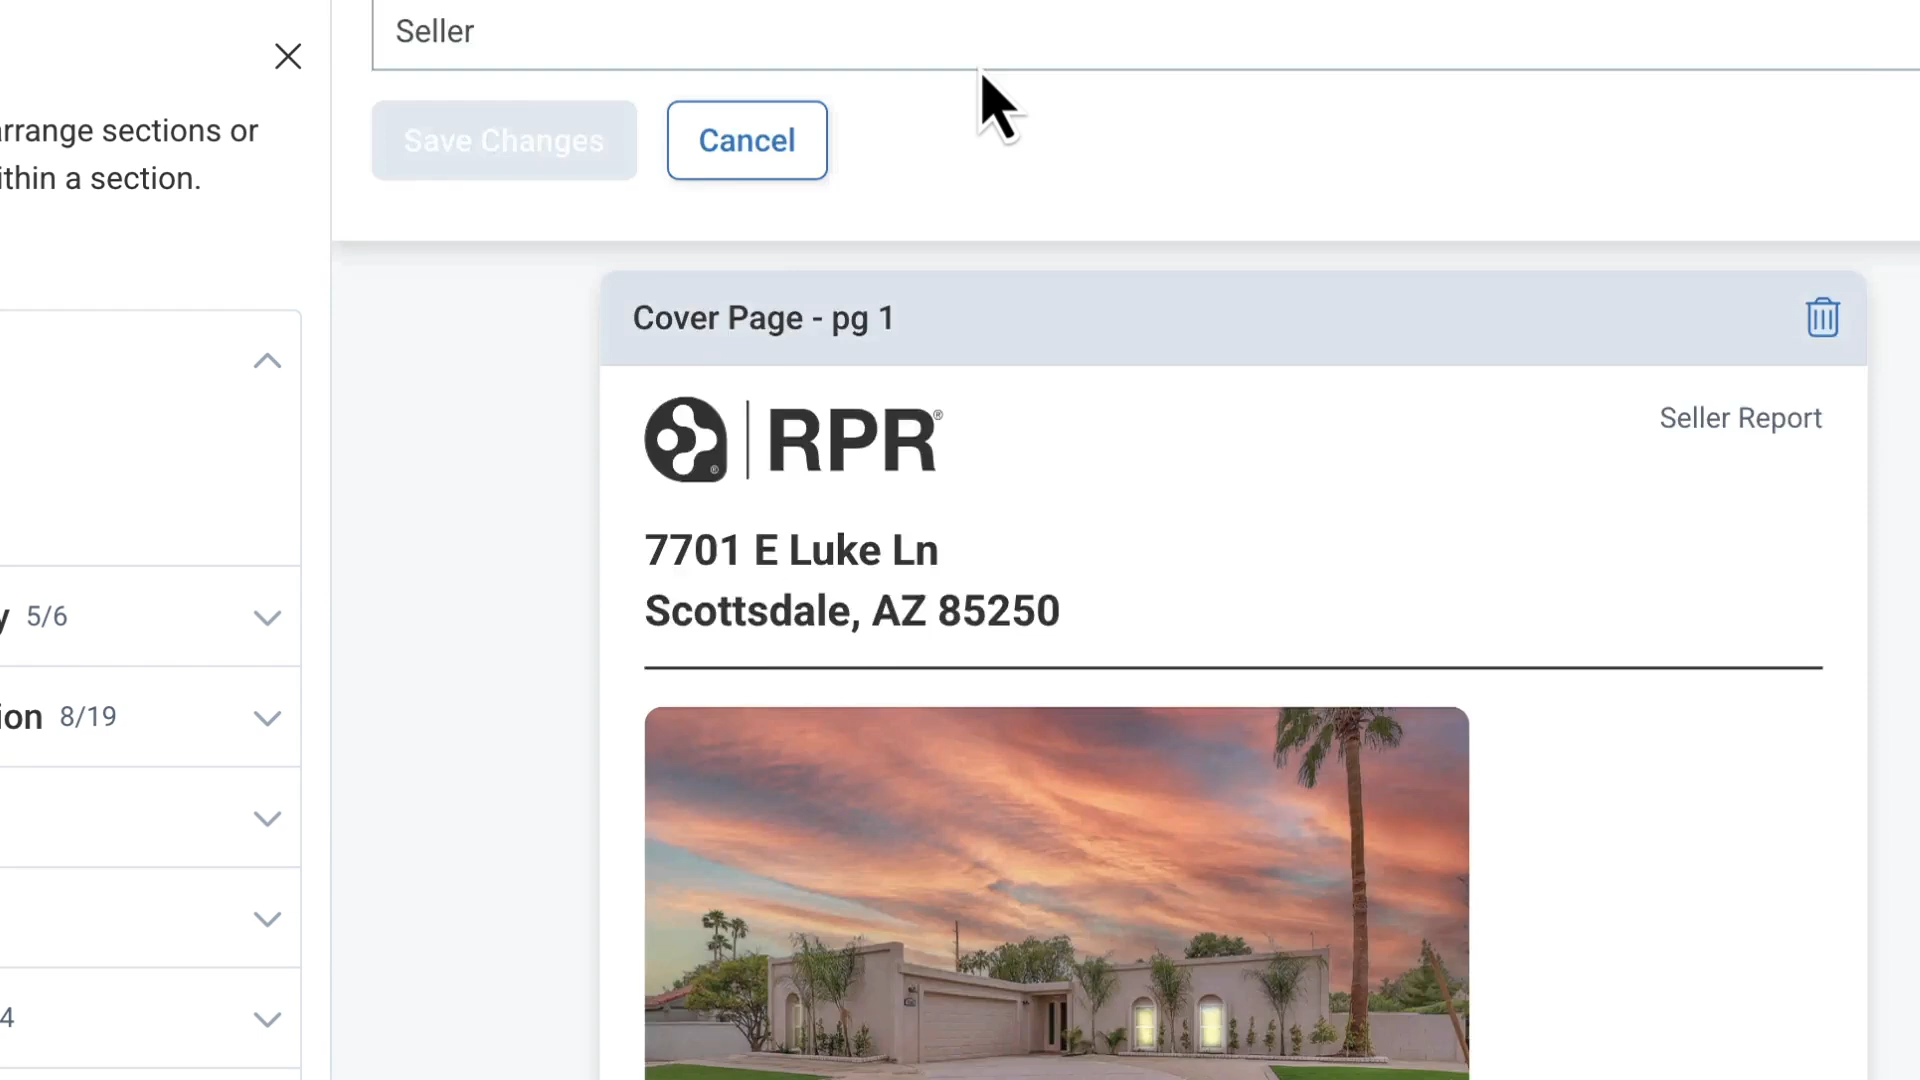 Seller
Save Changes
Cancel
arrange sections or
ithin a section.
y 5/6
ion 8/19
4
Cover Page - pg 1
RPR®
Seller Report
7701 E Luke Ln
Scottsdale, AZ 85250